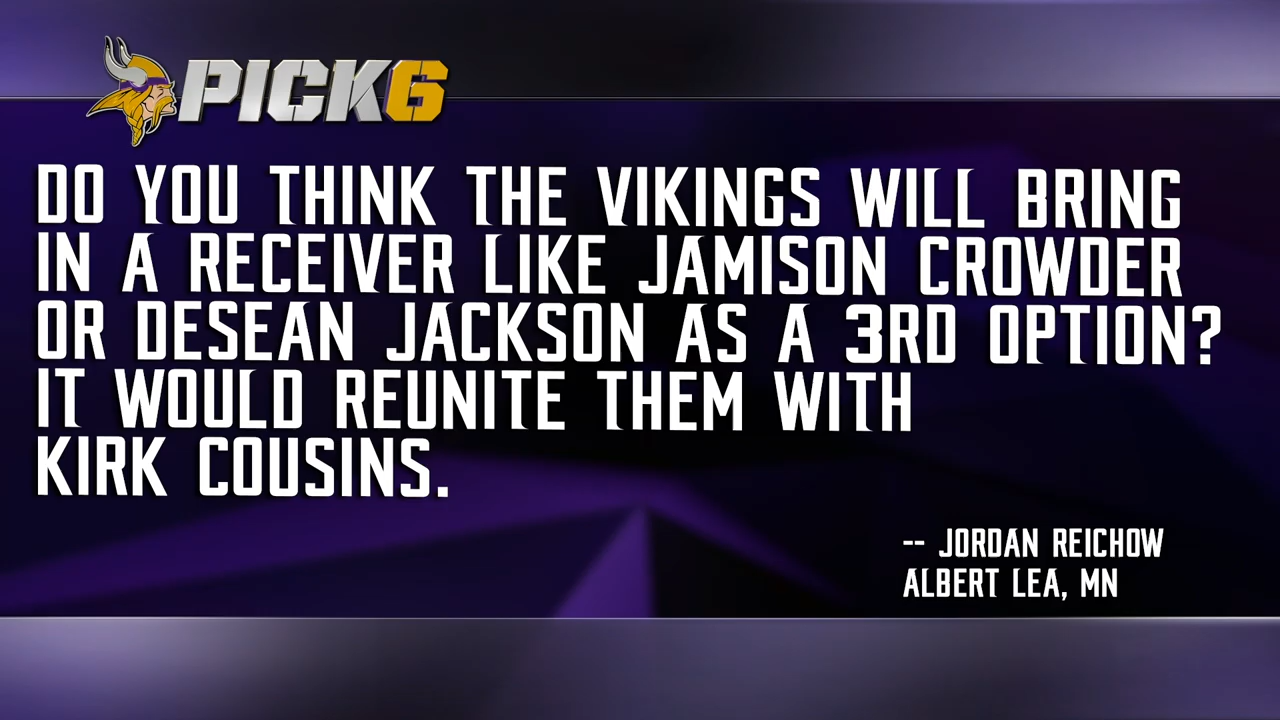 PICK6
DO YOU THINK THE VIKINGS WILL BRING
IN A RECEIVER LIKE JAMISON CROWDER
OR DESEAN JACKSON AS A 3RD OPTION?
IT WOULD REUNITE THEM WITH
KIRK COUSINS.
-- JORDAN REICHOW
ALBERT LEA, MN